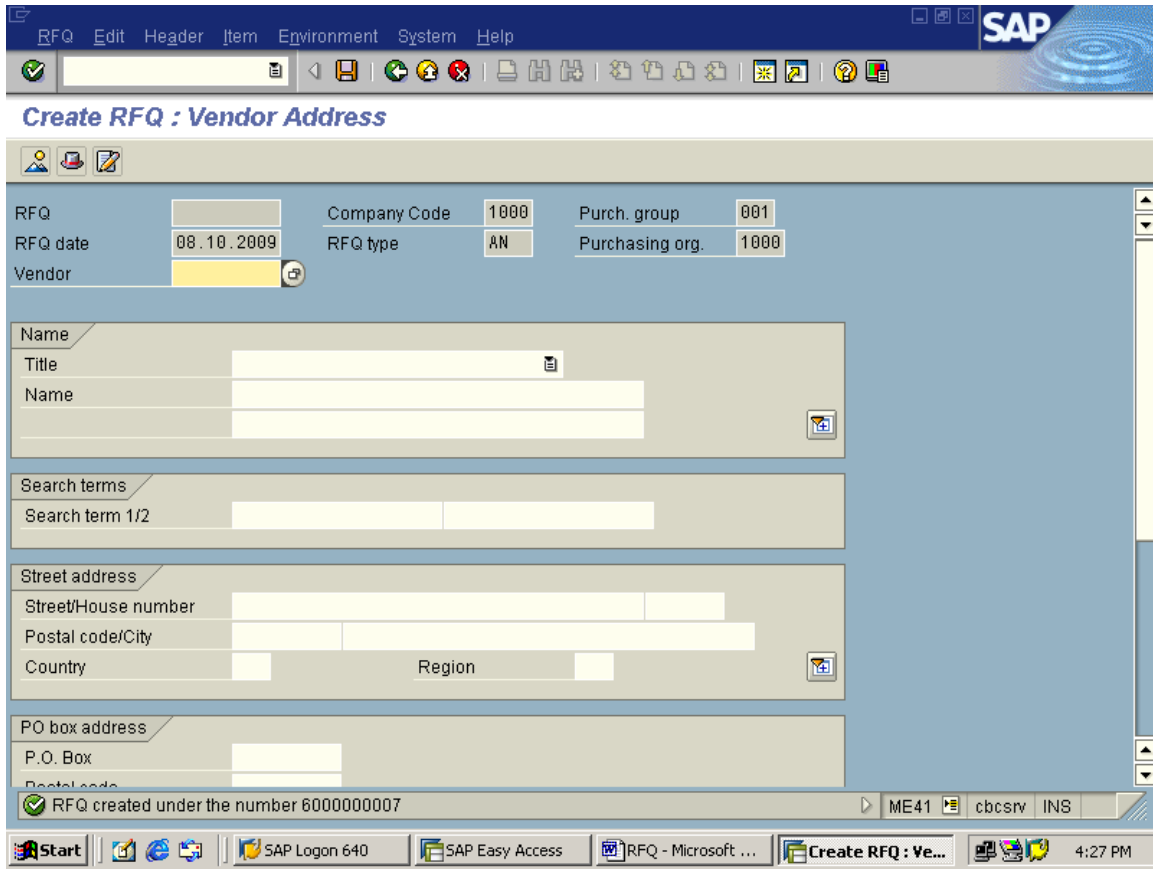 RFQ Edit Header Item Environment System Help
SAP
Create RFQ : Vendor Address
RFQ Company Code 1000 Purch. group 001
RFQ date 08.10.2009 RFQ type AN Purchasing org. 1000
Vendor
Name
Title
Name
Search terms
Search term 1/2
Street address
Street/House number
Postal code/City
Country Region
PO box address
P.O. Box
Postal code
RFQ created under the number 6000000007 ME41 cbcsrv INS
Start SAP Logon 640 SAP Easy Access RFQ - Microsoft ... Create RFQ : Ve... 4:27 PM